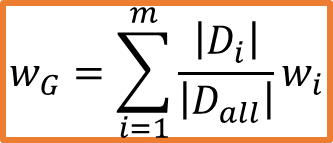 w_G = \sum_{i=1}^{m} \frac{|D_i|}{|D_{all}|} w_i